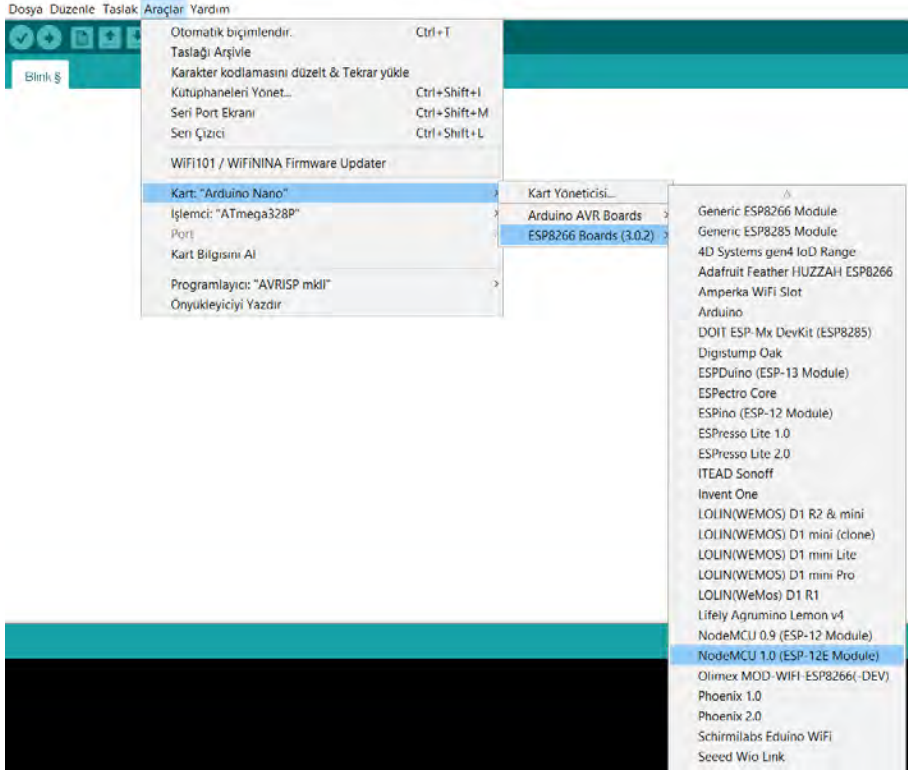 Dosya Düzenle Taslak Araçlar Yardım
Blink §
Otomatik biçimlendir. Ctrl+T
Taslağı Arşivle
Karakter kodlamasını düzelt & Tekrar yükle
Kütüphaneleri Yönet... Ctrl+Shift+I
Seri Port Ekranı Ctrl+Shift+M
Seri Çizici Ctrl+Shift+L
WiFi101 / WiFiNINA Firmware Updater
Kart: "Arduino Nano"
İşlemci: "ATmega328P"
Port
Kart Bilgisini Al
Programlayıcı: "AVRISP mkII"
Önyükleyiciyi Yazdır
Kart Yöneticisi...
Arduino AVR Boards
ESP8266 Boards (3.0.2)
Generic ESP8266 Module
Generic ESP8285 Module
4D Systems gen4 IoD Range
Adafruit Feather HUZZAH ESP8266
Amperka WiFi Slot
Arduino
DOIT ESP-Mx DevKit (ESP8285)
Digistump Oak
ESPDuino (ESP-13 Module)
ESPectro Core
ESPino (ESP-12 Module)
ESPresso Lite 1.0
ESPresso Lite 2.0
ITEAD Sonoff
Invent One
LOLIN(WEMOS) D1 R2 & mini
LOLIN(WEMOS) D1 mini (clone)
LOLIN(WEMOS) D1 mini Lite
LOLIN(WEMOS) D1 mini Pro
LOLIN(WeMos) D1 R1
Lifely Agrumino Lemon v4
NodeMCU 0.9 (ESP-12 Module)
NodeMCU 1.0 (ESP-12E Module)
Olimex MOD-WIFI-ESP8266(-DEV)
Phoenix 1.0
Phoenix 2.0
Schirmilabs Eduino WiFi
Seeed Wio Link